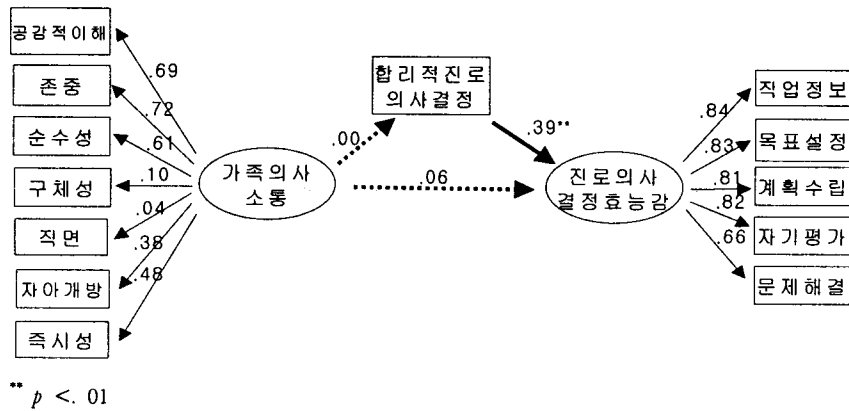 공감적이해
존중
순수성
구체성
직면
자아개방
즉시성
.69
.72
.61
.10
.04
.38
.48
가족의사
소통
.00
합리적진로
의사결정
.39**
.06
진로의사
결정효능감
.84
.83
.81
.82
.66
직업정보
목표설정
계획수립
자기평가
문제해결
** p <. 01